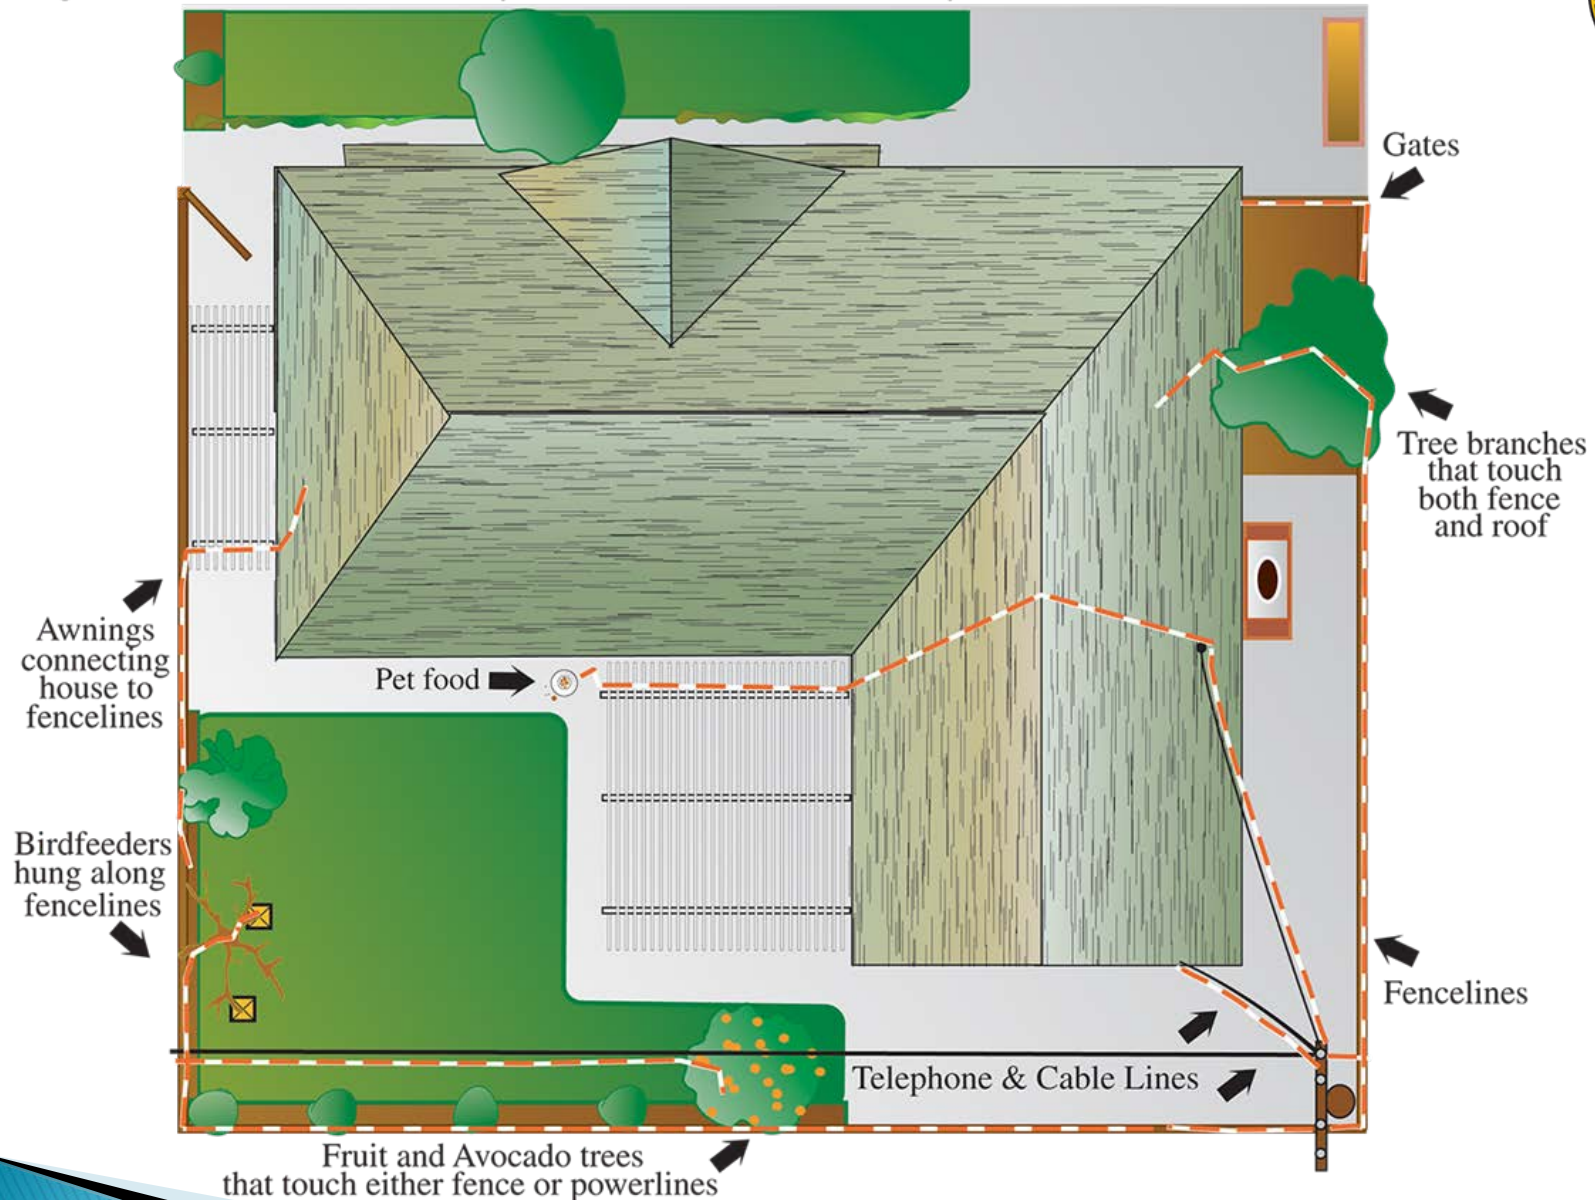 Gates
Tree branches
that touch
both fence
and roof
Awnings
connecting
house to
fencelines
Pet food
Birdfeeders
hung along
fencelines
Fencelines
Telephone & Cable Lines
Fruit and Avocado trees
that touch either fence or powerlines